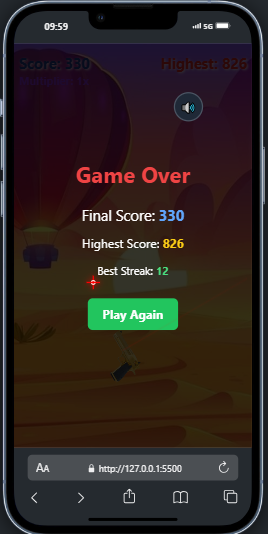 09:59
5G
Score: 330
Highest: 826
Game Over
Final Score: 330
Highest Score: 826
Best Streak: 12
Play Again
AA
http://127.0.0.1:5500